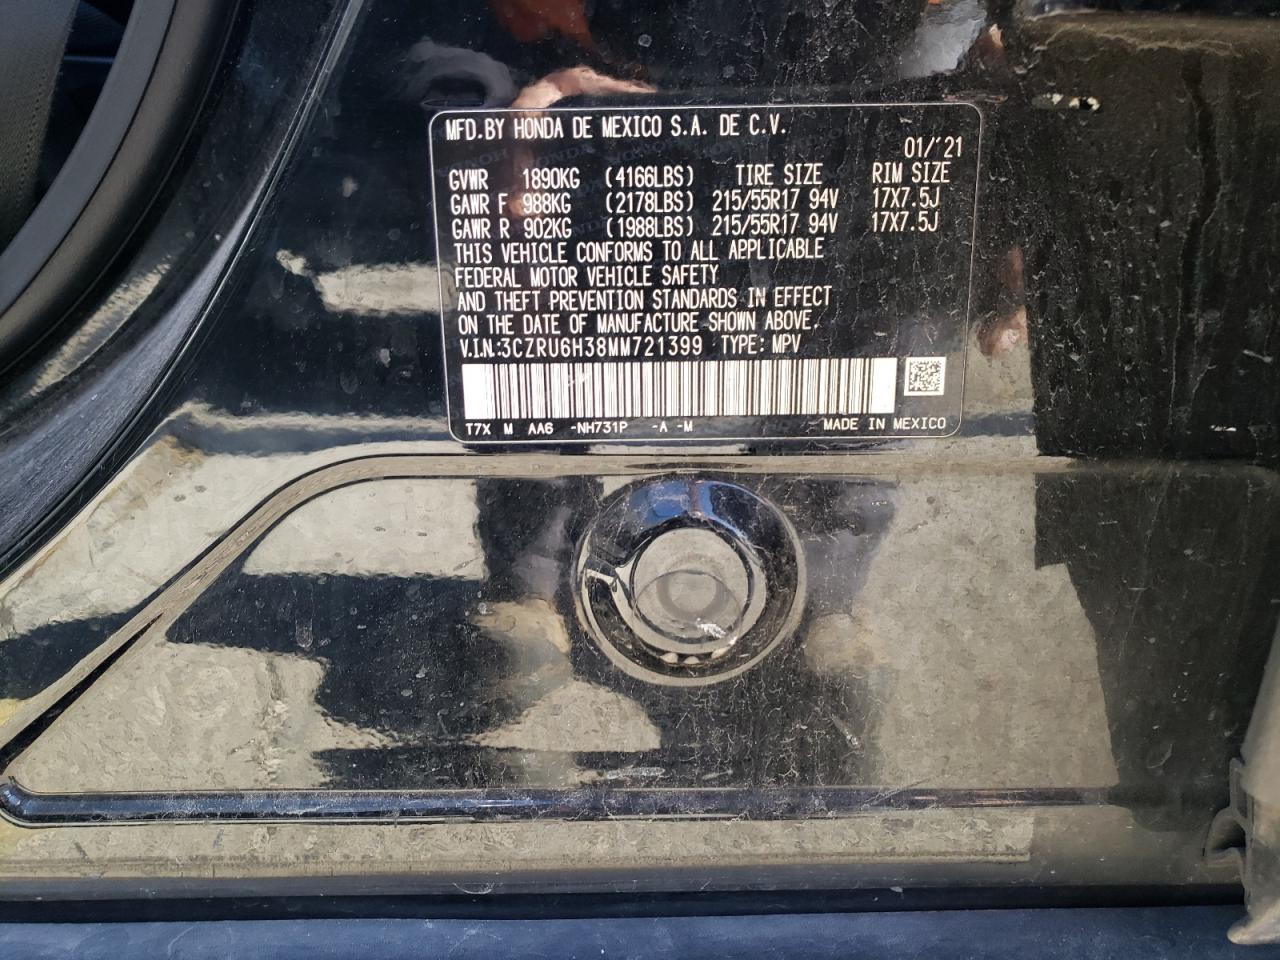 MFD.BY HONDA DE MEXICO S.A. DE C.V.
01/'21
GVWR 1890KG (4166LBS) TIRE SIZE RIM SIZE
GAWR F 988KG (2178LBS) 215/55R17 94V 17X7.5J
GAWR R 902KG (1988LBS) 215/55R17 94V 17X7.5J
THIS VEHICLE CONFORMS TO ALL APPLICABLE
FEDERAL MOTOR VEHICLE SAFETY
AND THEFT PREVENTION STANDARDS IN EFFECT
ON THE DATE OF MANUFACTURE SHOWN ABOVE.
V.I.N:3CZRU6H38MM721399 TYPE: MPV
T7X M AA6 -NH731P -A -M MADE IN MEXICO